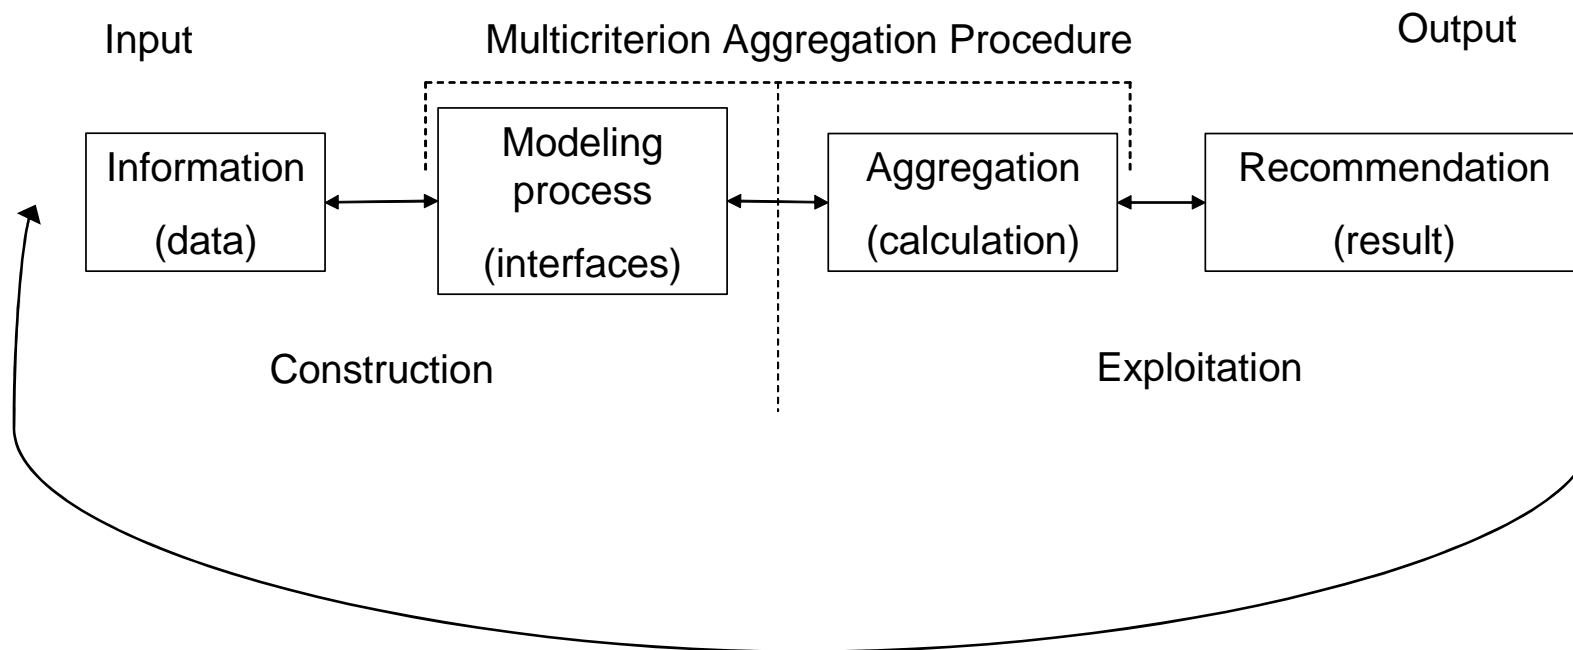 Input
Multicriterion Aggregation Procedure
Output
Information
(data)
Modeling
process
(interfaces)
Aggregation
(calculation)
Recommendation
(result)
Construction
Exploitation